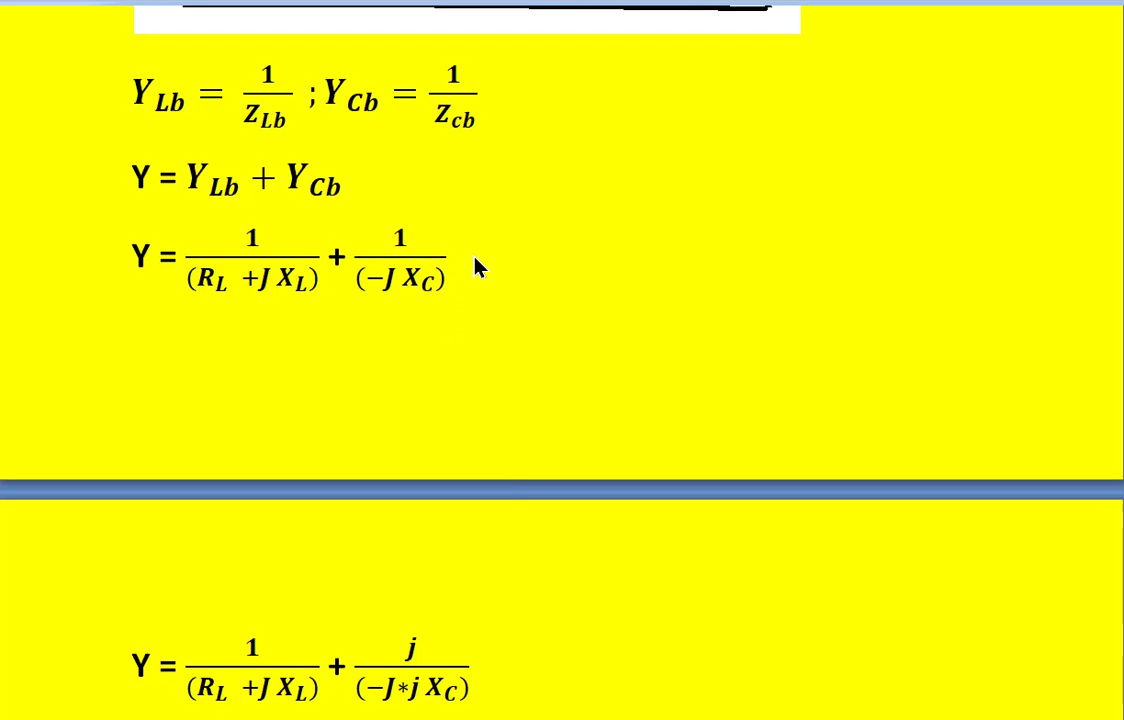 Y_Lb = 1/Z_Lb ; Y_Cb = 1/Z_cb
Y = Y_Lb + Y_Cb
Y = 1/(R_L +J X_L) + 1/(−J X_C)
Y = 1/(R_L +J X_L) + j/(−J∗j X_C)